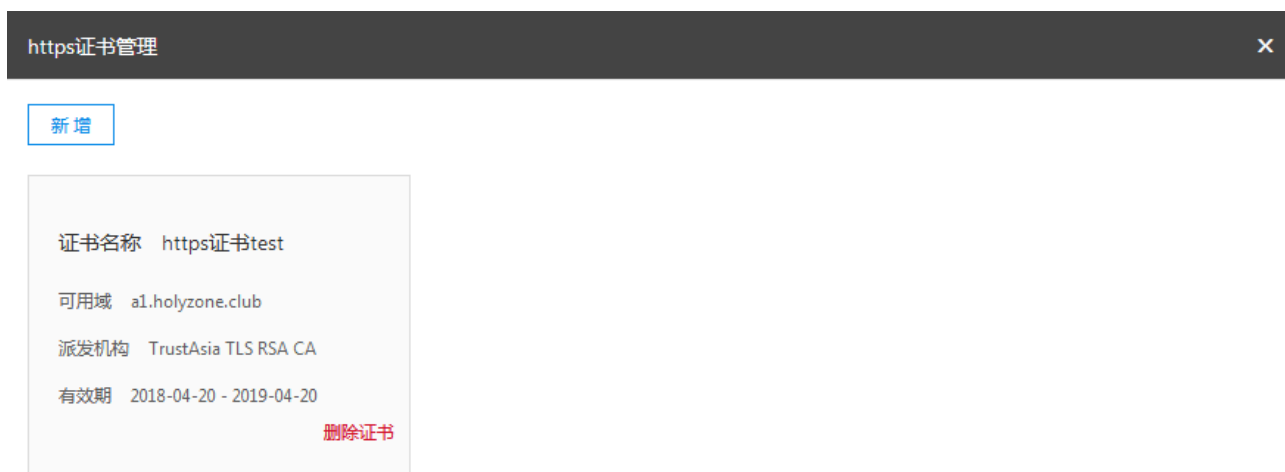 https证书管理
新增
证书名称 https证书test
可用域 a1.holyzone.club
派发机构 TrustAsia TLS RSA CA
有效期 2018-04-20 - 2019-04-20
删除证书